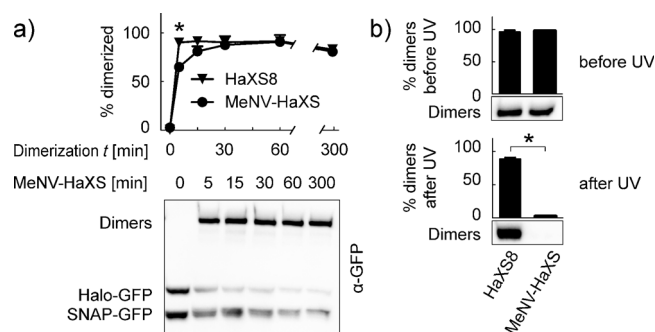 a)
*
% dimerized
100
50
0
HaXS8
MeNV-HaXS
Dimerization t [min] 0 15 30 60 300
MeNV-HaXS [min] 0 5 15 30 60 300
Dimers
Halo-GFP
SNAP-GFP
α-GFP
b)
% dimers
before UV
100
50
0
before UV
Dimers
% dimers
after UV
100
50
0
*
after UV
Dimers
HaXS8
MeNV-HaXS